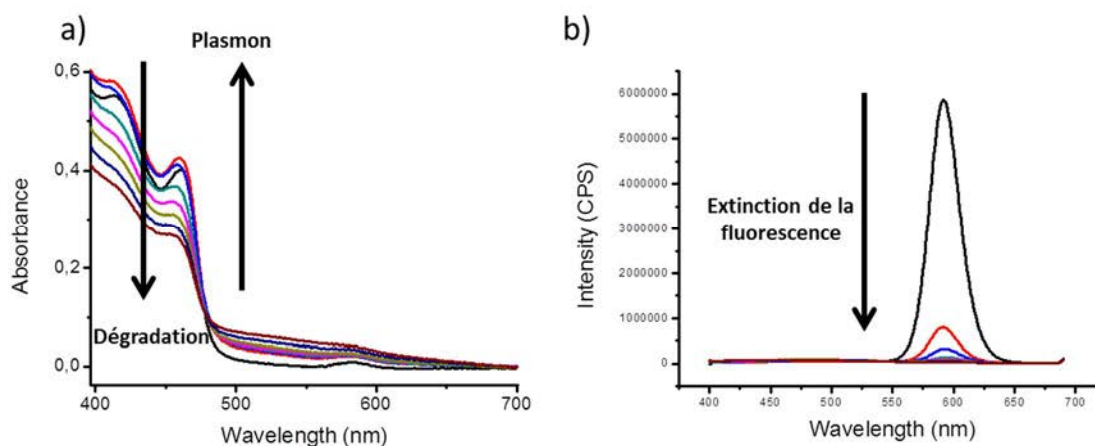 a)
Plasmon
0,6
0,4
0,2
0,0
Absorbance
Dégradation
400
500
600
700
Wavelength (nm)
b)
6000000
5000000
4000000
3000000
2000000
1000000
0
Intensity (CPS)
Extinction de la
fluorescence
400
450
500
550
600
650
700
Wavelength (nm)